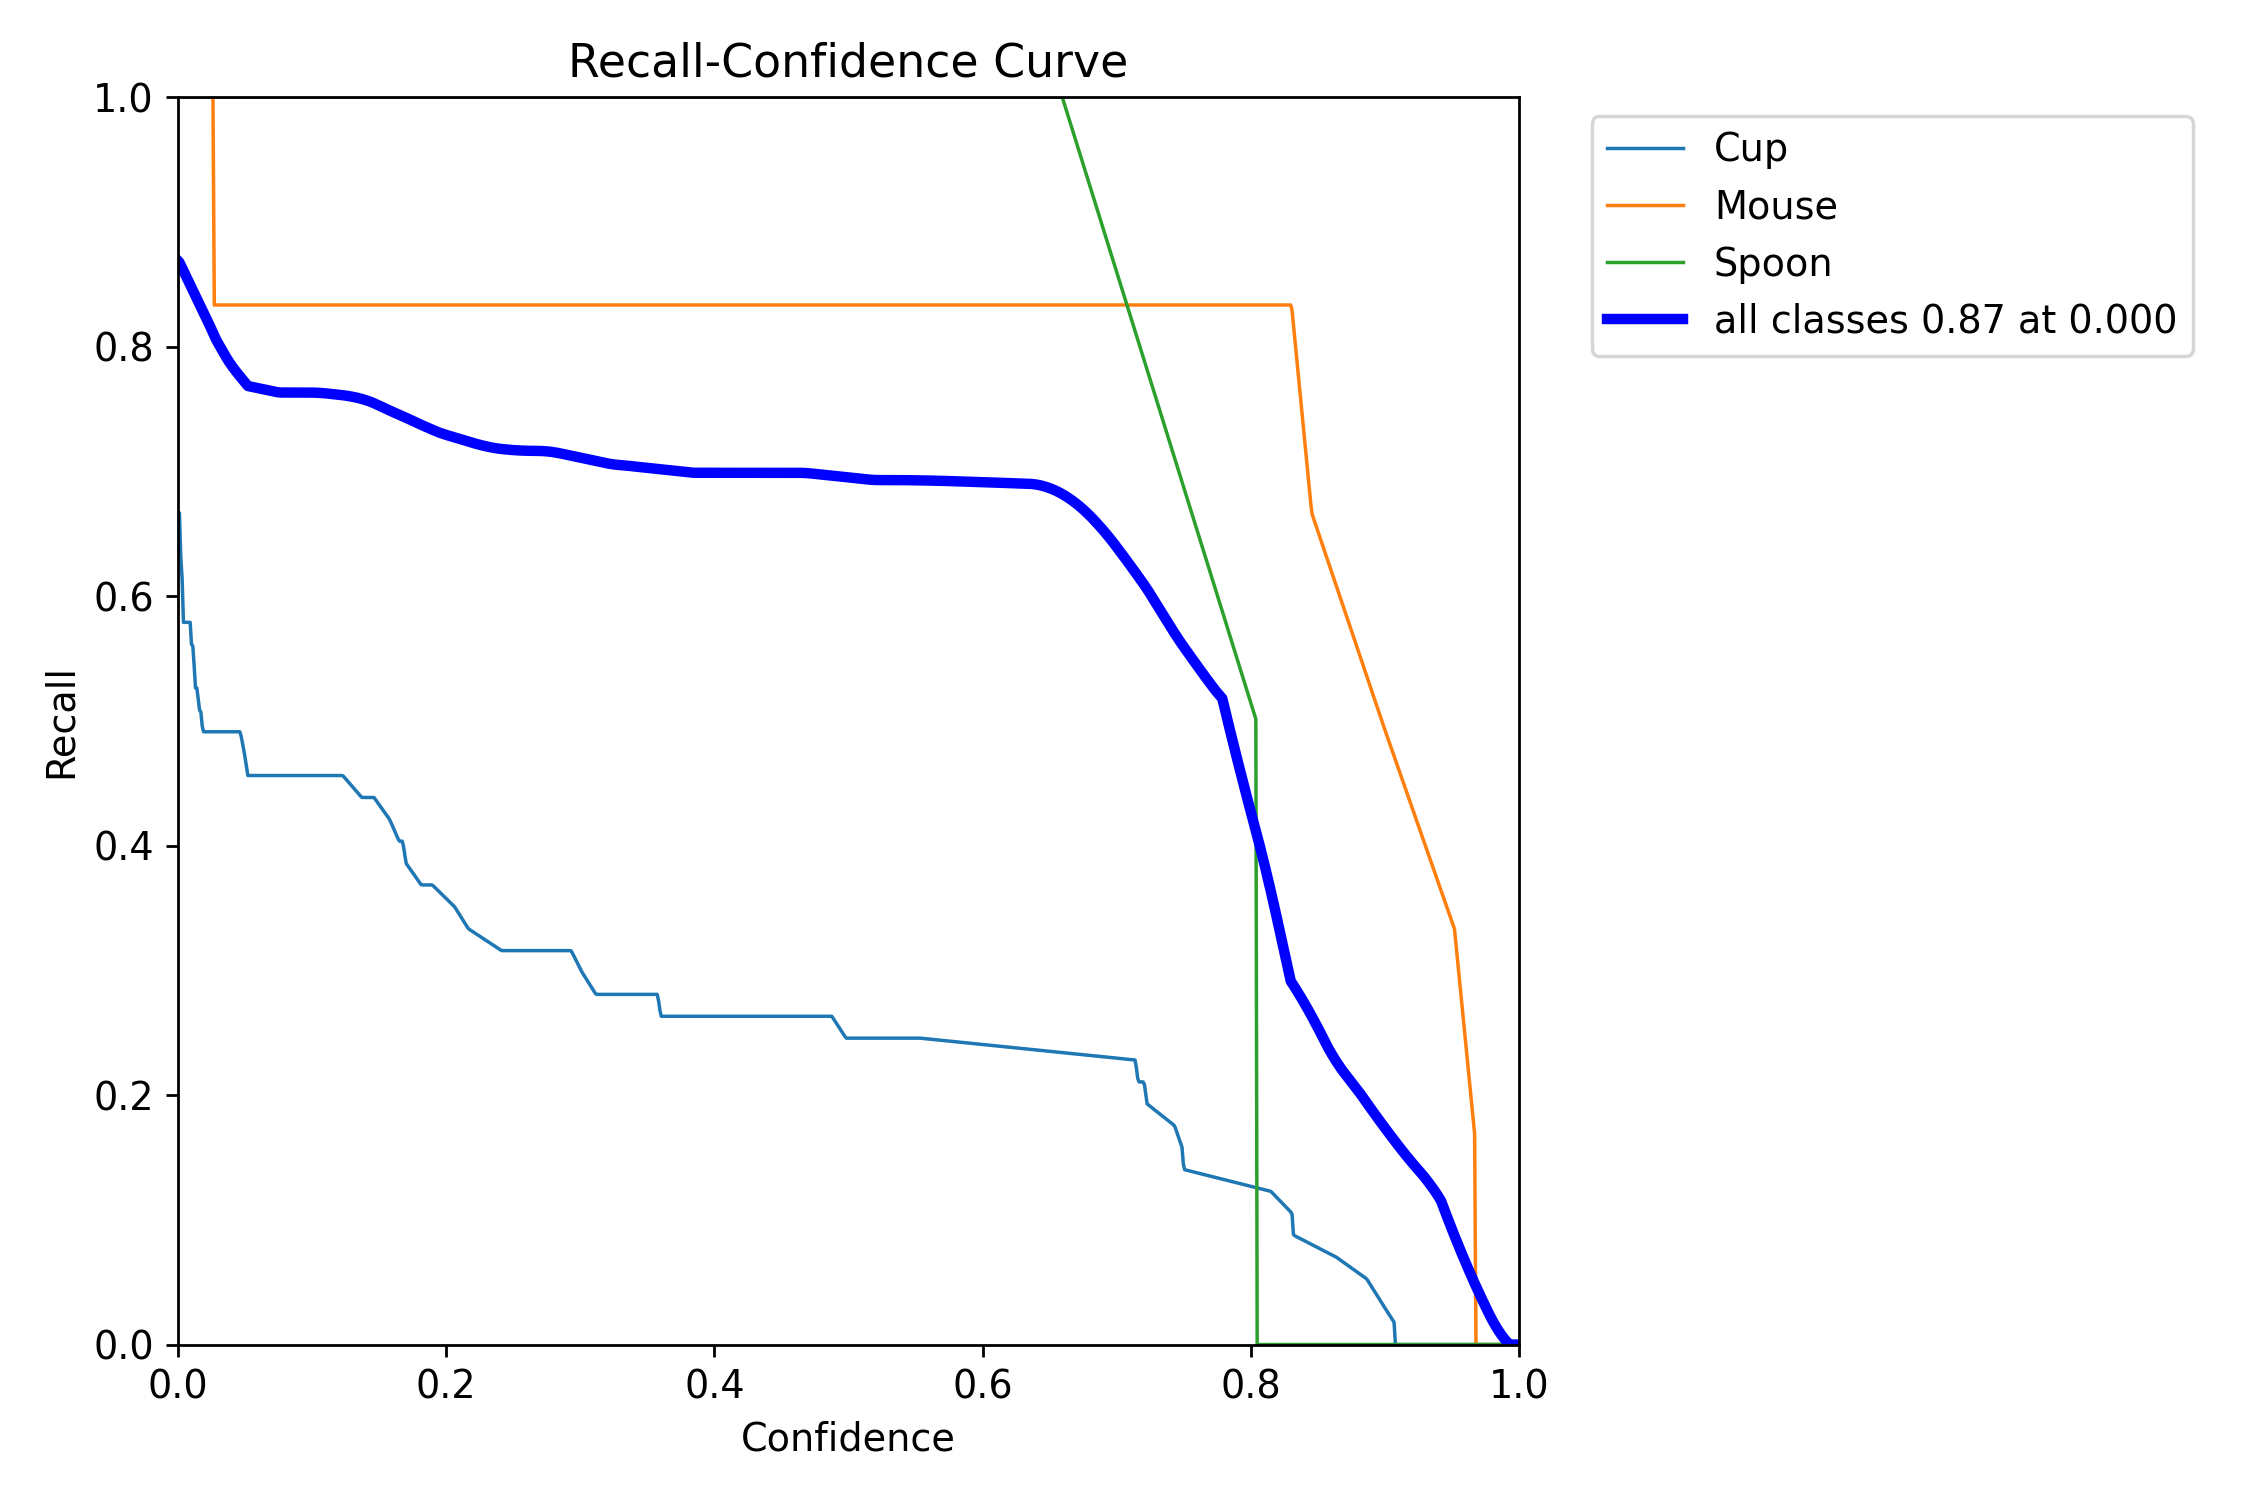 Recall-Confidence Curve
1.0
0.8
0.6
0.4
0.2
0.0
Recall
0.0 0.2 0.4 0.6 0.8 1.0
Confidence
Cup
Mouse
Spoon
all classes 0.87 at 0.000